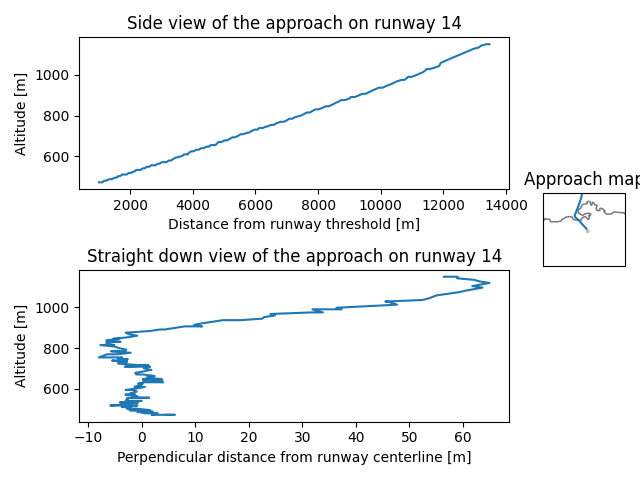 Side view of the approach on runway 14
1000
800
600
Altitude [m]
2000 4000 6000 8000 10000 12000 14000
Distance from runway threshold [m]
Approach map
Straight down view of the approach on runway 14
1000
800
600
Altitude [m]
−10 0 10 20 30 40 50 60
Perpendicular distance from runway centerline [m]